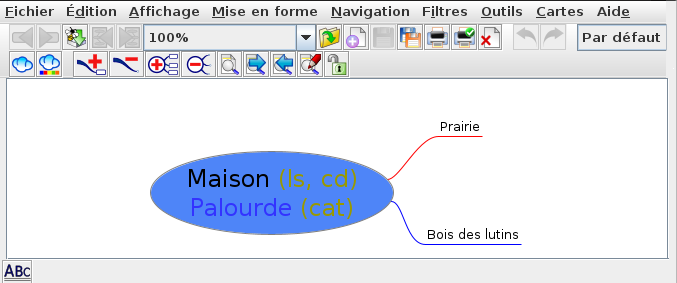 Fichier Édition Affichage Mise en forme Navigation Filtres Outils Cartes Aide
100% Par défaut
Prairie
Maison (ls, cd)
Palourde (cat)
Bois des lutins
ABC